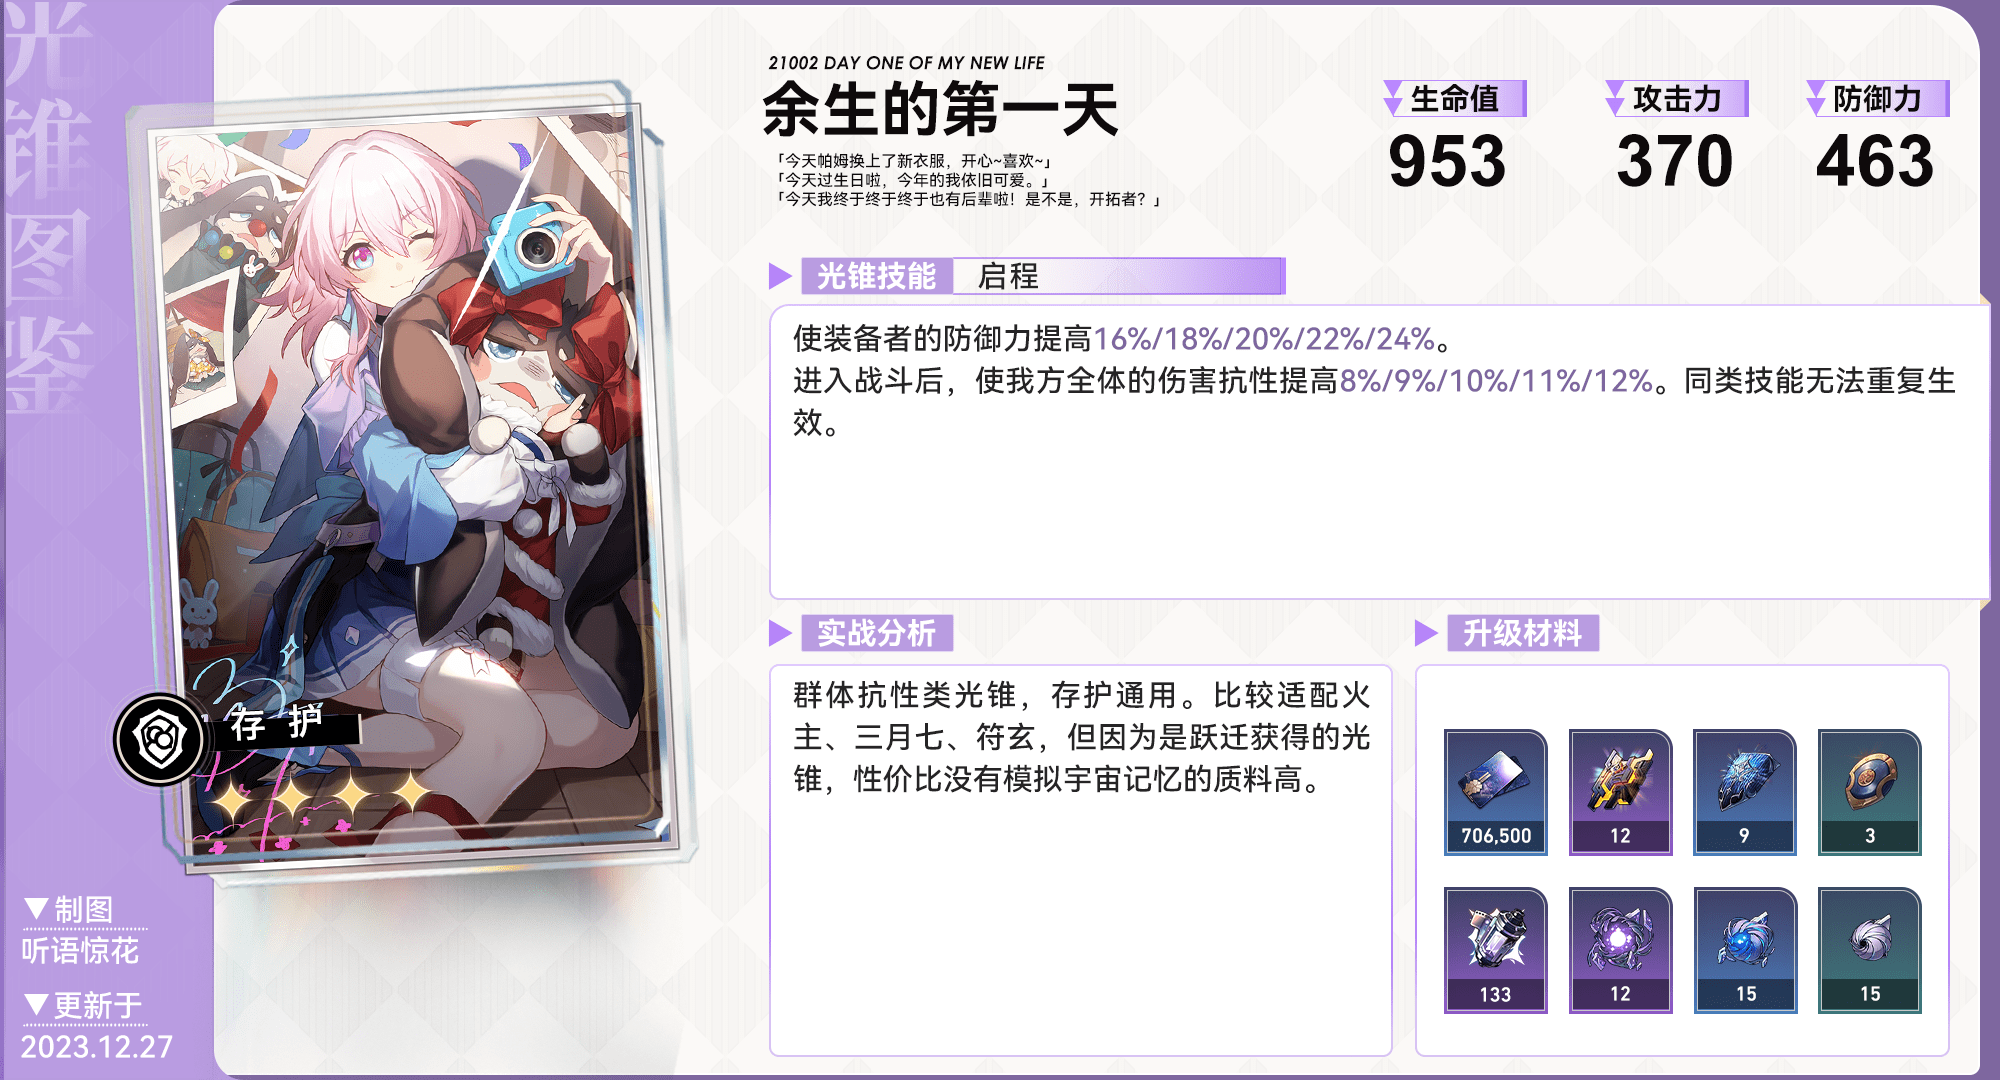 光锥图鉴
21002 DAY ONE OF MY NEW LIFE
余生的第一天
「今天帕姆换上了新衣服，开心~喜欢~」
「今天过生日啦，今年的我依旧可爱。」
「今天我终于终于终于也有后辈啦！是不是，开拓者？」
生命值
953
攻击力
370
防御力
463
光锥技能 启程
使装备者的防御力提高16%/18%/20%/22%/24%。
进入战斗后，使我方全体的伤害抗性提高8%/9%/10%/11%/12%。同类技能无法重复生
效。
存护
实战分析
群体抗性类光锥，存护通用。比较适配火
主、三月七、符玄，但因为是跃迁获得的光
锥，性价比没有模拟宇宙记忆的质料高。
升级材料
706,500
12
9
3
133
12
15
15
▼制图
听语惊花
▼更新于
2023.12.27